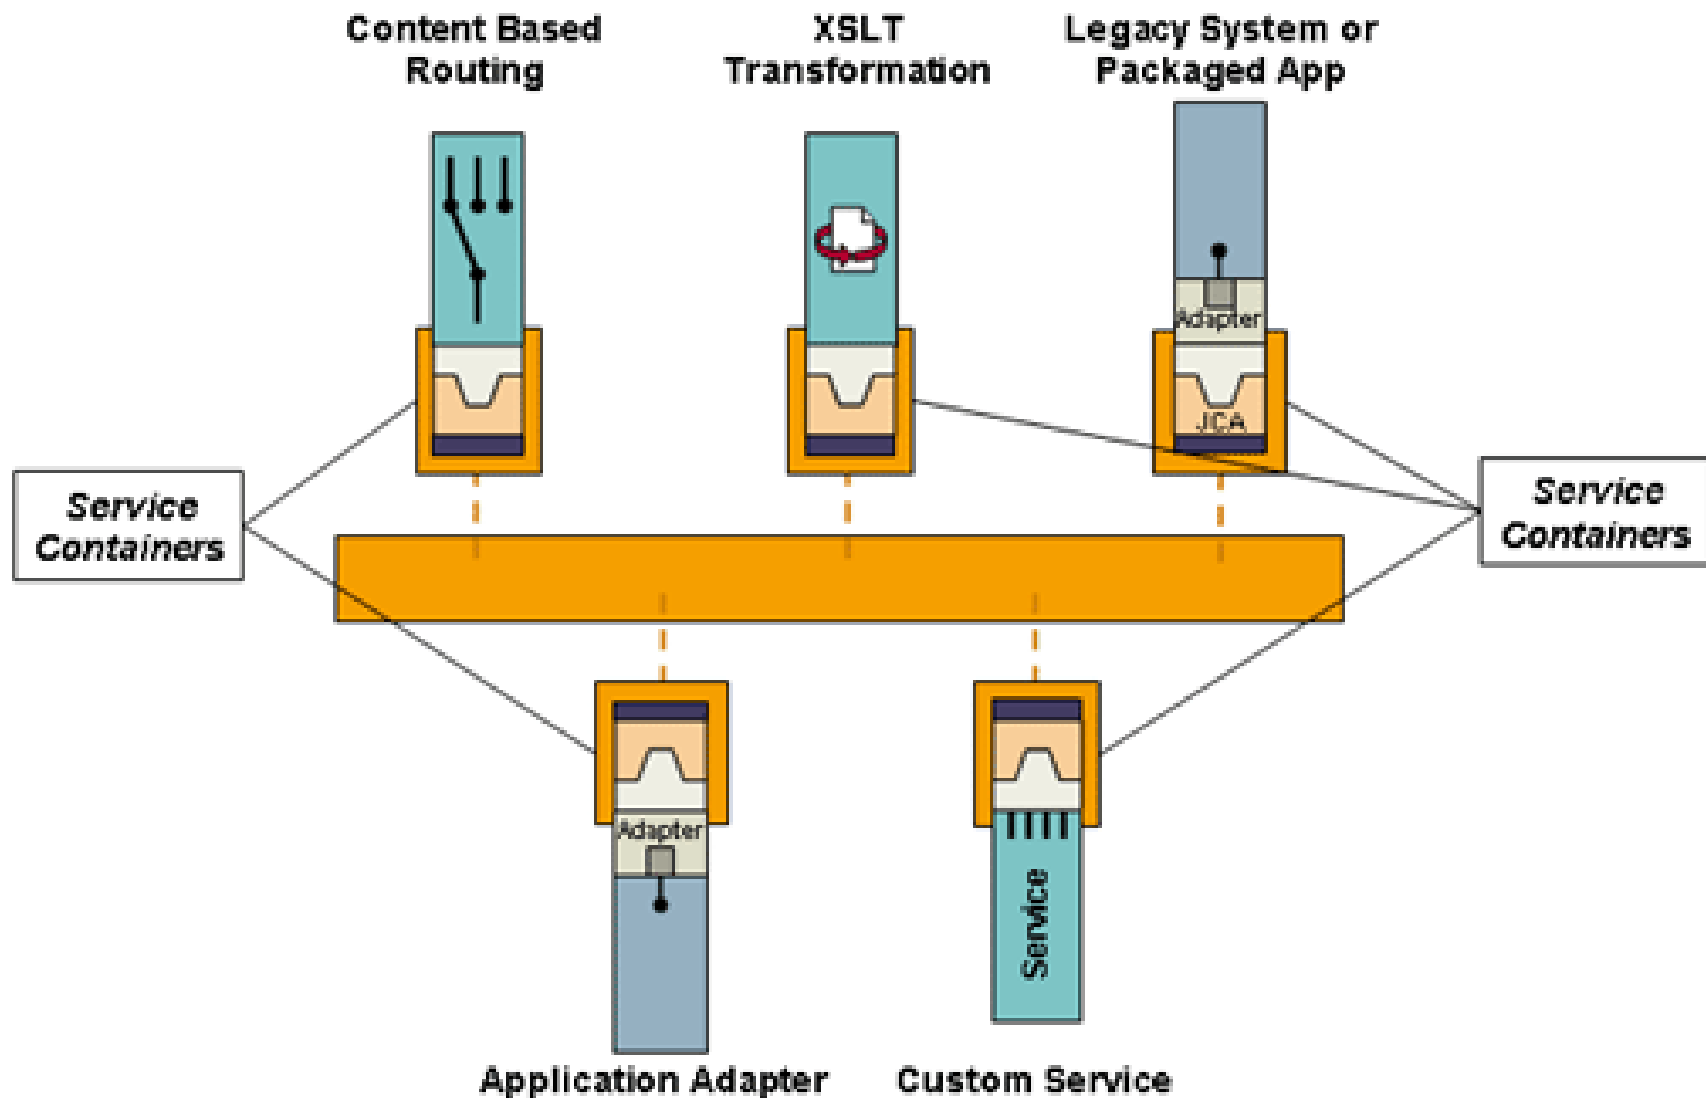 Content Based
Routing
XSLT
Transformation
Legacy System or
Packaged App
Adapter
JCA
Service
Containers
Service
Containers
Adapter
Service
Application Adapter
Custom Service